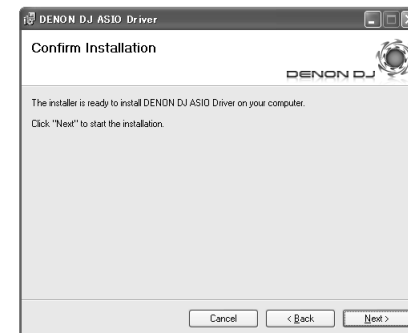 DENON DJ ASIO Driver
Confirm Installation
DENON DJ
The installer is ready to install DENON DJ ASIO Driver on your computer.
Click "Next" to start the installation.
Cancel
< Back
Next >